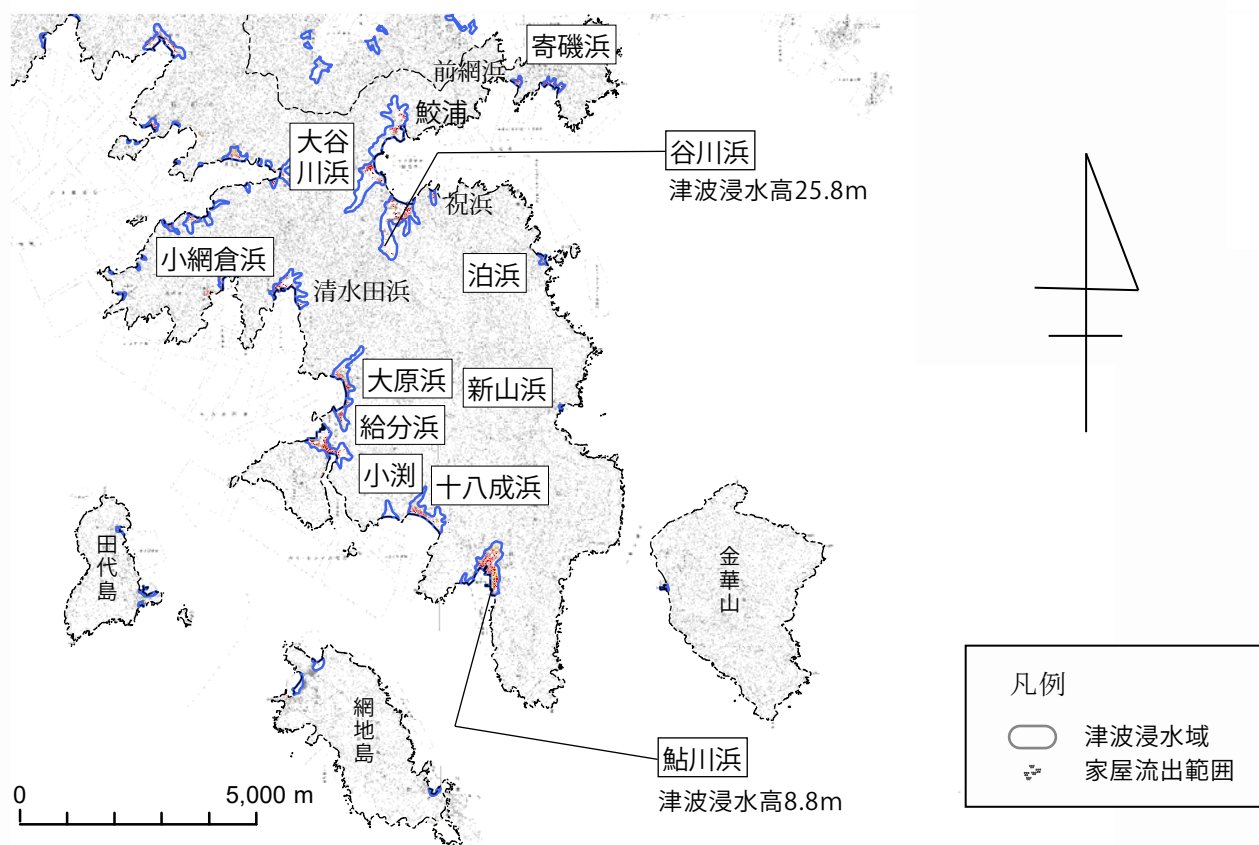 寄磯浜
前網浜
鮫浦
大谷
川浜
谷川浜
津波浸水高25.8m
祝浜
小網倉浜
泊浜
清水田浜
大原浜
新山浜
給分浜
小渕
十八成浜
田代島
金華山
網地島
鮎川浜
津波浸水高8.8m
凡例
津波浸水域
家屋流出範囲
0
5,000 m